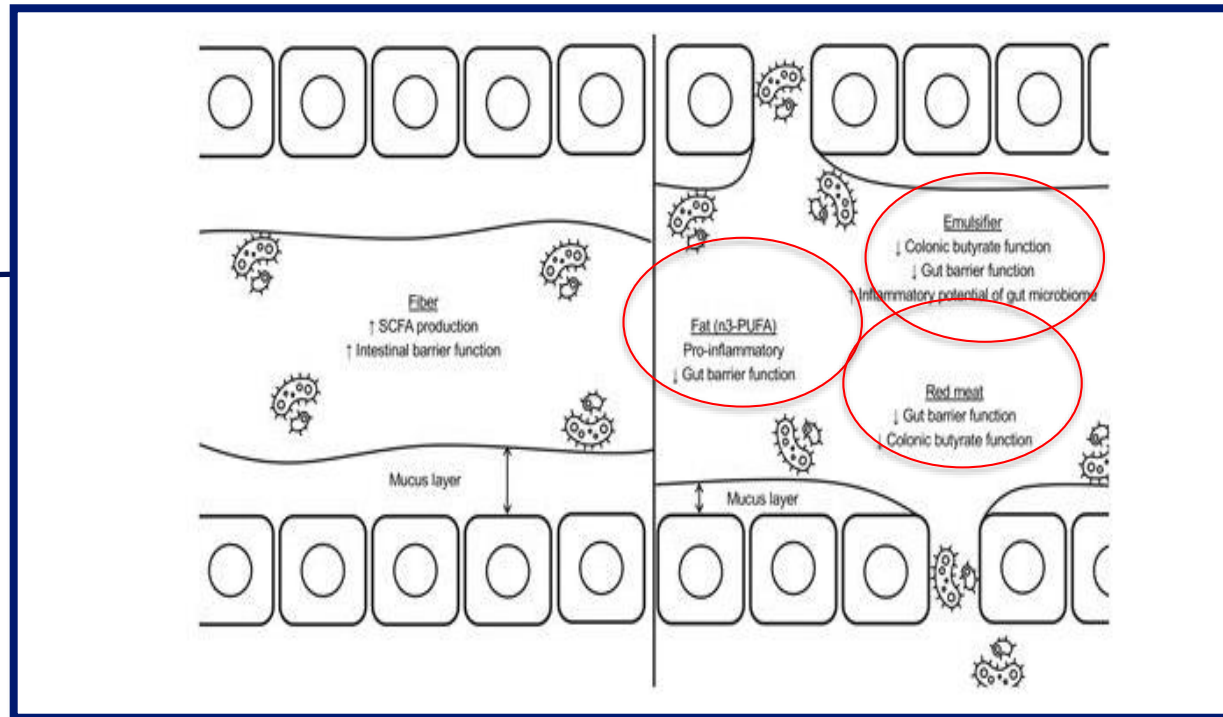 Fiber
↑ SCFA production
↑ Intestinal barrier function
Mucus layer
Emulsifier
↓ Colonic butyrate function
↓ Gut barrier function
↑ Inflammatory potential of gut microbiome
Fat (n3-PUFA)
Pro-inflammatory
↓ Gut barrier function
Red meat
↓ Gut barrier function
↓ Colonic butyrate function
Mucus layer